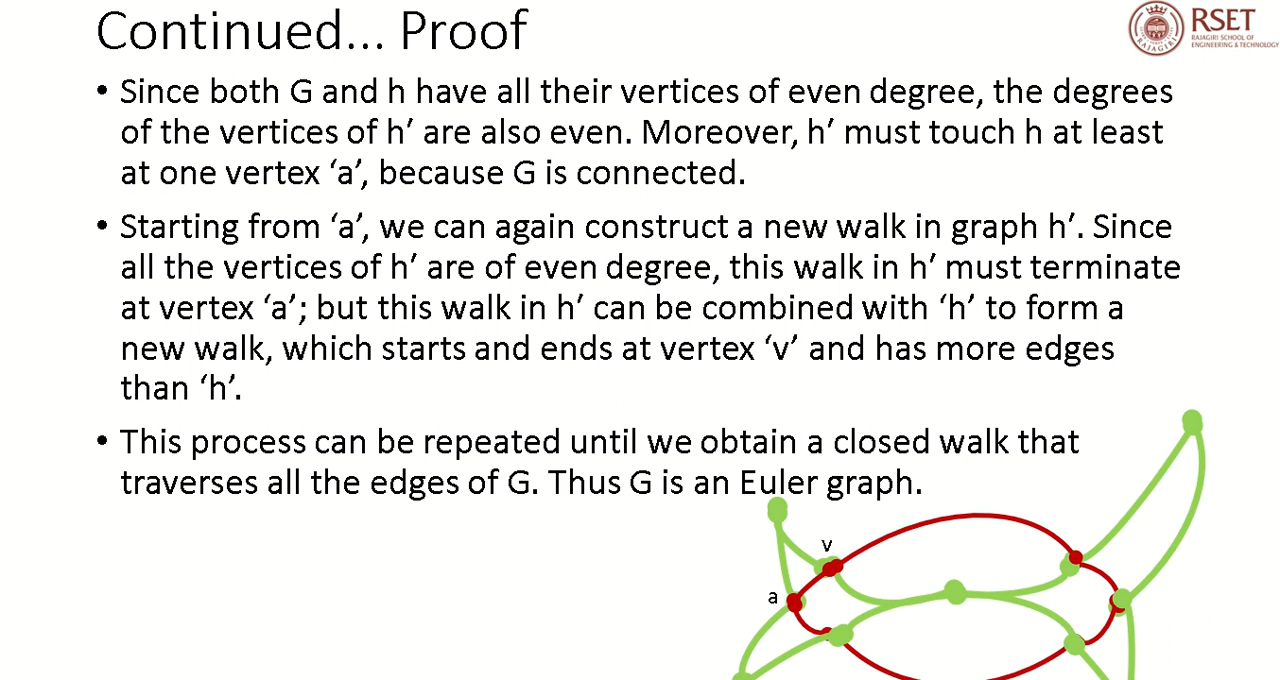 Continued... Proof
RSET
RAJAGIRI SCHOOL OF
ENGINEERING & TECHNOLOGY
RAJAGIRI
• Since both G and h have all their vertices of even degree, the degrees
of the vertices of h’ are also even. Moreover, h’ must touch h at least
at one vertex ‘a’, because G is connected.
• Starting from ‘a’, we can again construct a new walk in graph h’. Since
all the vertices of h’ are of even degree, this walk in h’ must terminate
at vertex ‘a’; but this walk in h’ can be combined with ‘h’ to form a
new walk, which starts and ends at vertex ‘v’ and has more edges
than ‘h’.
• This process can be repeated until we obtain a closed walk that
traverses all the edges of G. Thus G is an Euler graph.
v
a